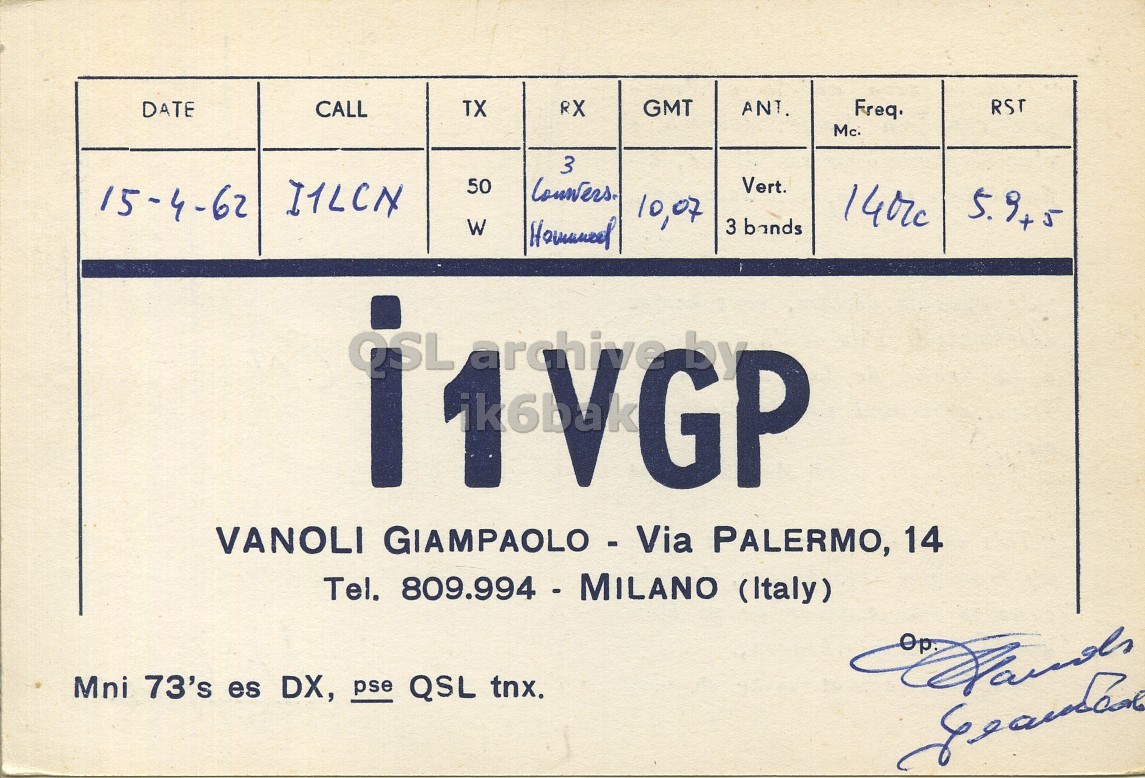 DATE CALL TX RX GMT ANT. Freq. Mc. RST
15-4-62 I1LCN 50 W 3 Convers. 10,07 Vert. 3 bands 14 Mc 5.9+5
i1VGP
QSL archive by
ik6bak
VANOLI GIAMPAOLO - Via PALERMO, 14
Tel. 809.994 - MILANO (Italy)
Op.
Mni 73's es DX, pse QSL tnx.